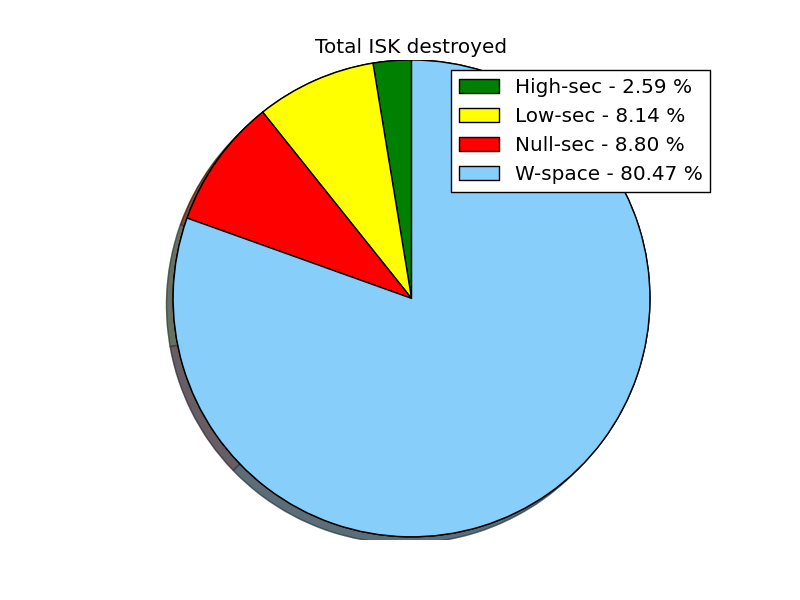 Total ISK destroyed
High-sec - 2.59 %
Low-sec - 8.14 %
Null-sec - 8.80 %
W-space - 80.47 %